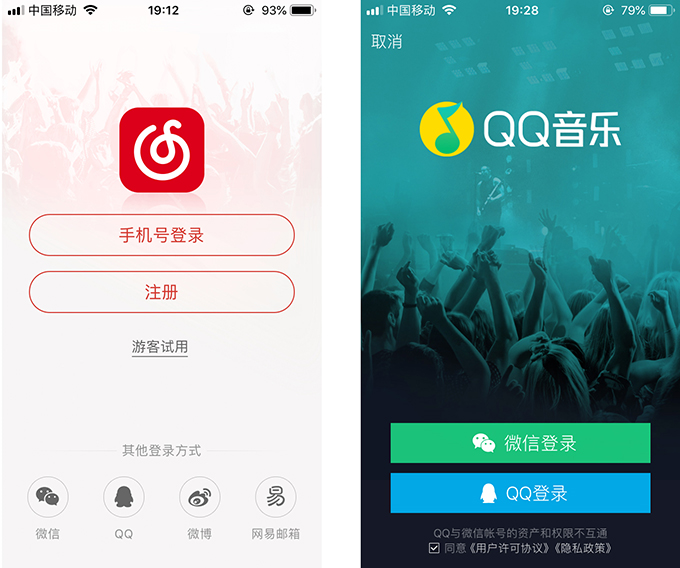 中国移动
19:12
93%
手机号登录
注册
游客试用
其他登录方式
微信
QQ
微博
易
网易邮箱
中国移动
19:28
79%
取消
QQ音乐
微信登录
QQ登录
QQ与微信帐号的资产和权限不互通
同意《用户许可协议》《隐私政策》